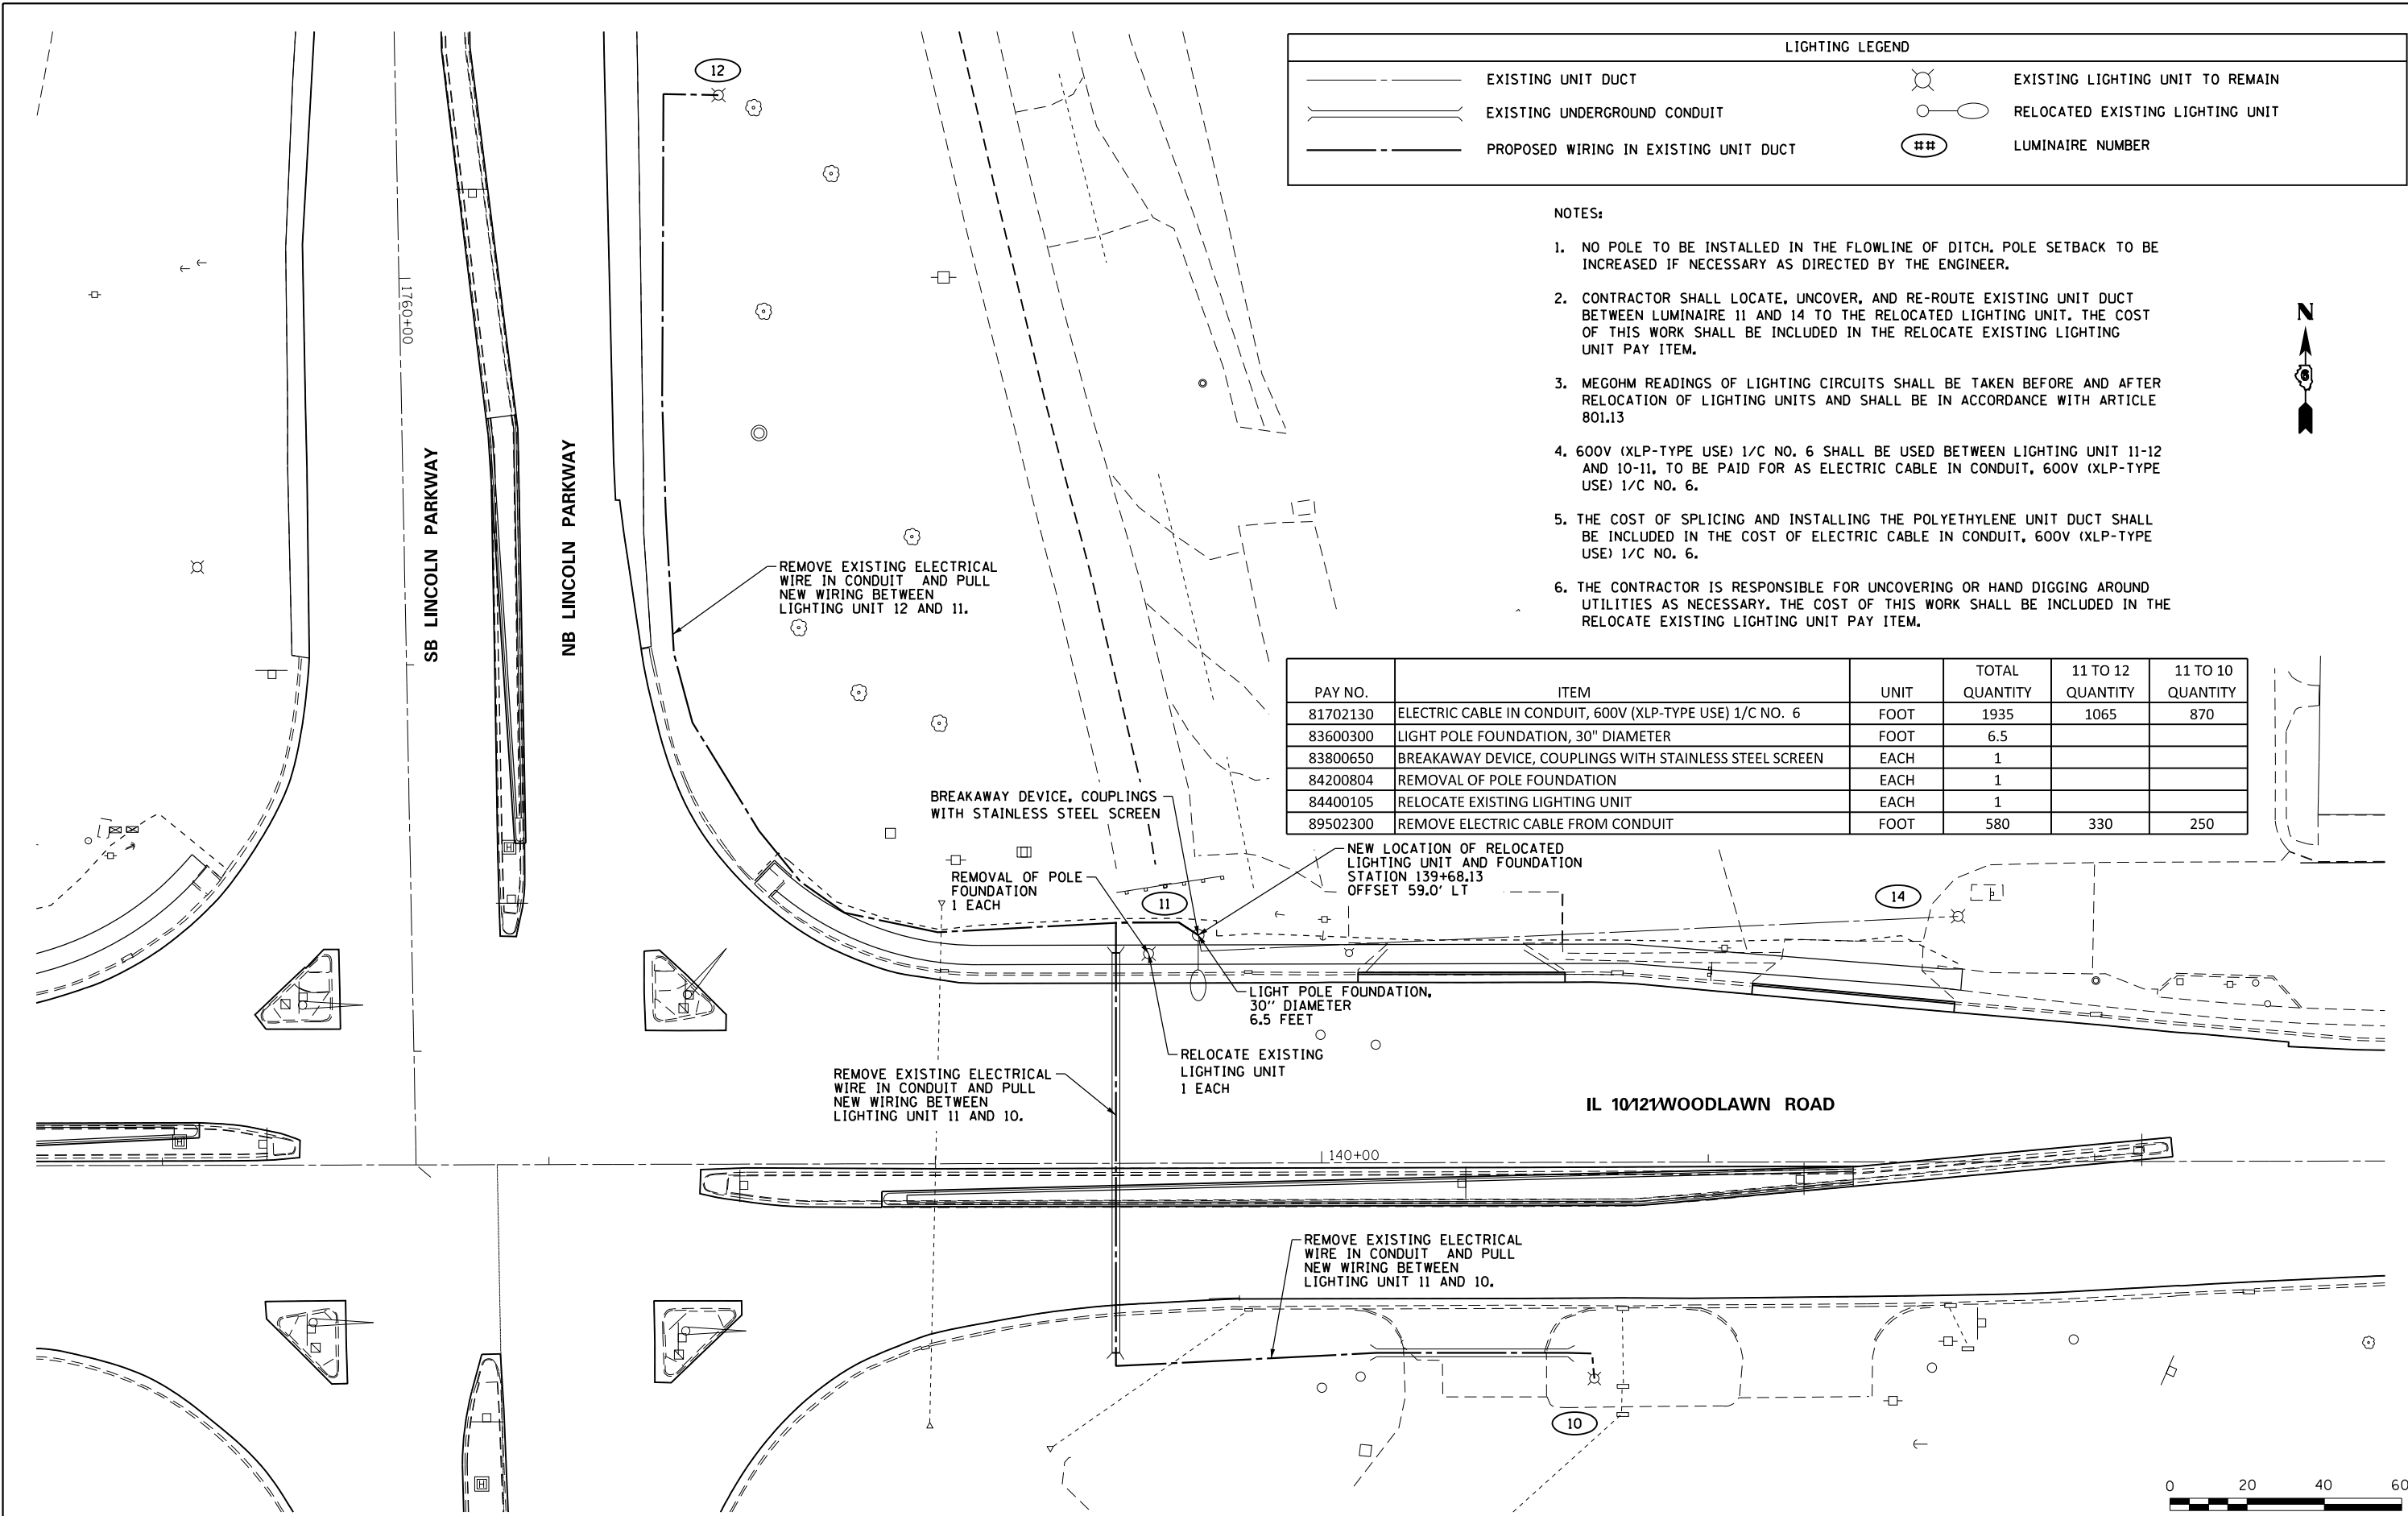 LIGHTING LEGEND
EXISTING UNIT DUCT
EXISTING LIGHTING UNIT TO REMAIN
EXISTING UNDERGROUND CONDUIT
RELOCATED EXISTING LIGHTING UNIT
PROPOSED WIRING IN EXISTING UNIT DUCT
## LUMINAIRE NUMBER
NOTES:
1. NO POLE TO BE INSTALLED IN THE FLOWLINE OF DITCH. POLE SETBACK TO BE
INCREASED IF NECESSARY AS DIRECTED BY THE ENGINEER.
2. CONTRACTOR SHALL LOCATE, UNCOVER, AND RE-ROUTE EXISTING UNIT DUCT
BETWEEN LUMINAIRE 11 AND 14 TO THE RELOCATED LIGHTING UNIT. THE COST
OF THIS WORK SHALL BE INCLUDED IN THE RELOCATE EXISTING LIGHTING
UNIT PAY ITEM.
3. MEGOHM READINGS OF LIGHTING CIRCUITS SHALL BE TAKEN BEFORE AND AFTER
RELOCATION OF LIGHTING UNITS AND SHALL BE IN ACCORDANCE WITH ARTICLE
801.13
4. 600V (XLP-TYPE USE) 1/C NO. 6 SHALL BE USED BETWEEN LIGHTING UNIT 11-12
AND 10-11, TO BE PAID FOR AS ELECTRIC CABLE IN CONDUIT, 600V (XLP-TYPE
USE) 1/C NO. 6.
5. THE COST OF SPLICING AND INSTALLING THE POLYETHYLENE UNIT DUCT SHALL
BE INCLUDED IN THE COST OF ELECTRIC CABLE IN CONDUIT, 600V (XLP-TYPE
USE) 1/C NO. 6.
6. THE CONTRACTOR IS RESPONSIBLE FOR UNCOVERING OR HAND DIGGING AROUND
UTILITIES AS NECESSARY. THE COST OF THIS WORK SHALL BE INCLUDED IN THE
RELOCATE EXISTING LIGHTING UNIT PAY ITEM.
N
TOTAL 11 TO 12 11 TO 10
PAY NO. ITEM UNIT QUANTITY QUANTITY QUANTITY
81702130 ELECTRIC CABLE IN CONDUIT, 600V (XLP-TYPE USE) 1/C NO. 6 FOOT 1935 1065 870
83600300 LIGHT POLE FOUNDATION, 30" DIAMETER FOOT 6.5
83800650 BREAKAWAY DEVICE, COUPLINGS WITH STAINLESS STEEL SCREEN EACH 1
84200804 REMOVAL OF POLE FOUNDATION EACH 1
84400105 RELOCATE EXISTING LIGHTING UNIT EACH 1
89502300 REMOVE ELECTRIC CABLE FROM CONDUIT FOOT 580 330 250
12
1760+00
SB LINCOLN PARKWAY
NB LINCOLN PARKWAY
REMOVE EXISTING ELECTRICAL
WIRE IN CONDUIT AND PULL
NEW WIRING BETWEEN
LIGHTING UNIT 12 AND 11.
BREAKAWAY DEVICE, COUPLINGS
WITH STAINLESS STEEL SCREEN
REMOVAL OF POLE
FOUNDATION
1 EACH
11
NEW LOCATION OF RELOCATED
LIGHTING UNIT AND FOUNDATION
STATION 139+68.13
OFFSET 59.0' LT
14
LIGHT POLE FOUNDATION,
30'' DIAMETER
6.5 FEET
RELOCATE EXISTING
LIGHTING UNIT
1 EACH
REMOVE EXISTING ELECTRICAL
WIRE IN CONDUIT AND PULL
NEW WIRING BETWEEN
LIGHTING UNIT 11 AND 10.
IL 10/121/WOODLAWN ROAD
140+00
H
H
H
REMOVE EXISTING ELECTRICAL
WIRE IN CONDUIT AND PULL
NEW WIRING BETWEEN
LIGHTING UNIT 11 AND 10.
10
0 20 40 60